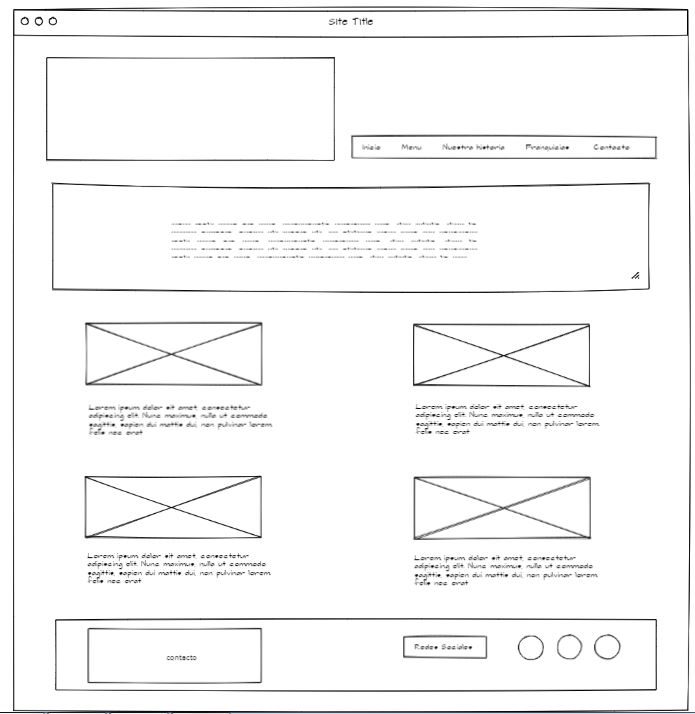 Site Title
Inicio Menu Nuestra historia Franquicias Contacto
Lorem ipsum dolor sit amet, consectetur
adipiscing elit. Nunc maximus, nulla ut commodo
sagittis, sapien dui mattis dui, non pulvinar lorem
felis nec erat
Lorem ipsum dolor sit amet, consectetur
adipiscing elit. Nunc maximus, nulla ut commodo
sagittis, sapien dui mattis dui, non pulvinar lorem
felis nec erat
Lorem ipsum dolor sit amet, consectetur
adipiscing elit. Nunc maximus, nulla ut commodo
sagittis, sapien dui mattis dui, non pulvinar lorem
felis nec erat
Lorem ipsum dolor sit amet, consectetur
adipiscing elit. Nunc maximus, nulla ut commodo
sagittis, sapien dui mattis dui, non pulvinar lorem
felis nec erat
contacto
Redes Sociales